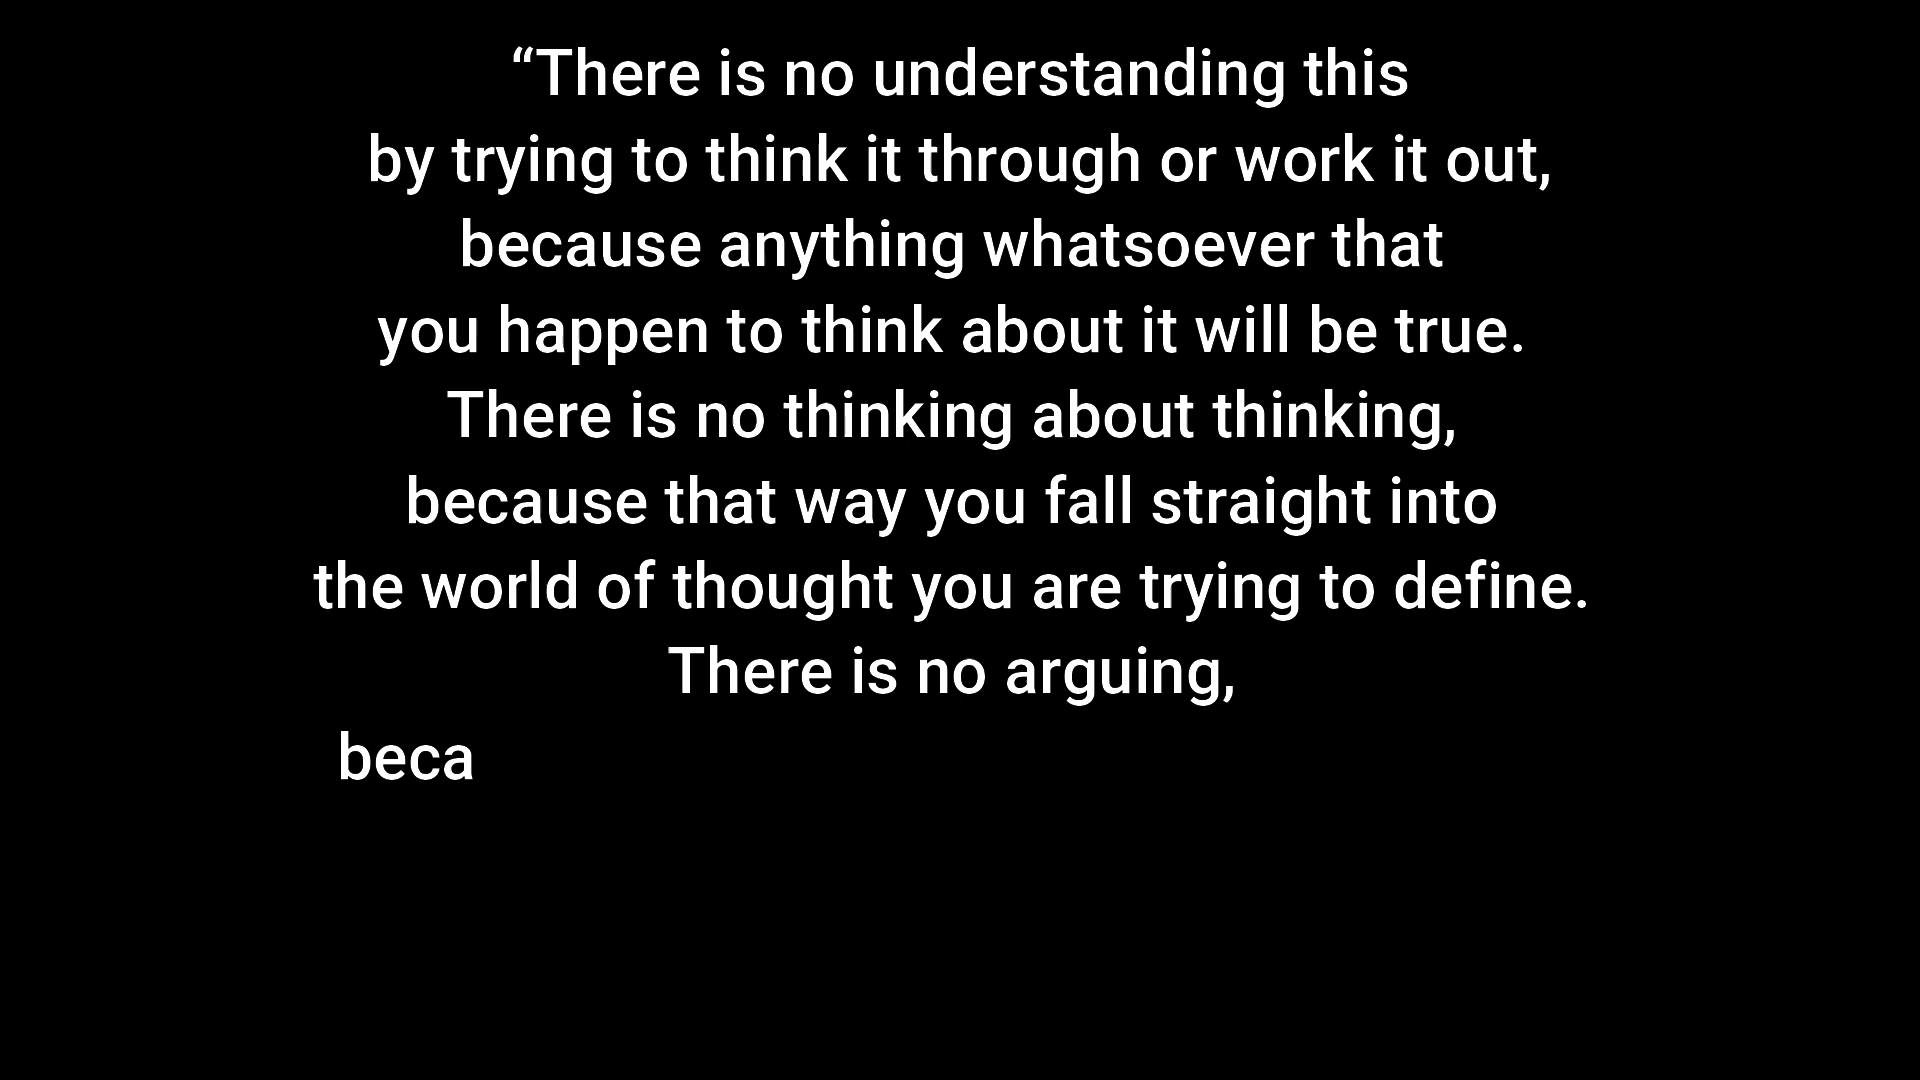 “There is no understanding this
by trying to think it through or work it out,
because anything whatsoever that
you happen to think about it will be true.
There is no thinking about thinking,
because that way you fall straight into
the world of thought you are trying to define.
There is no arguing,
beca